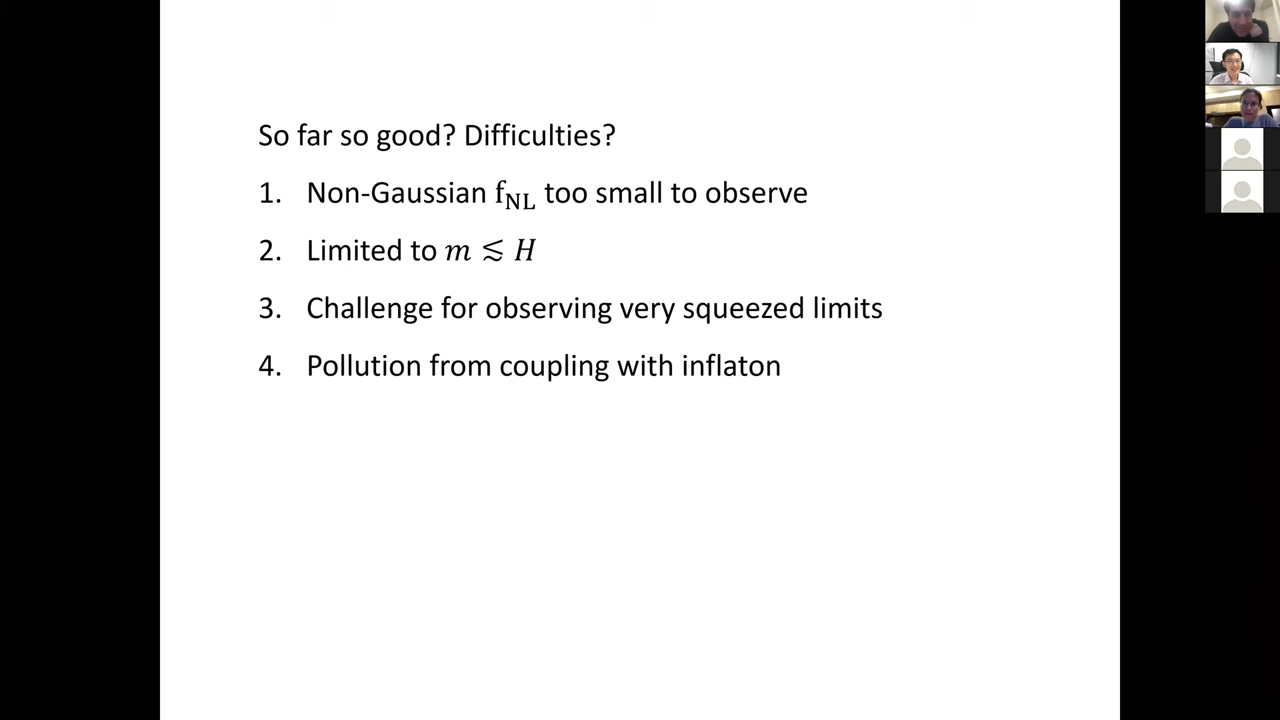 So far so good? Difficulties?
1. Non-Gaussian f_NL too small to observe
2. Limited to m ≲ H
3. Challenge for observing very squeezed limits
4. Pollution from coupling with inflaton